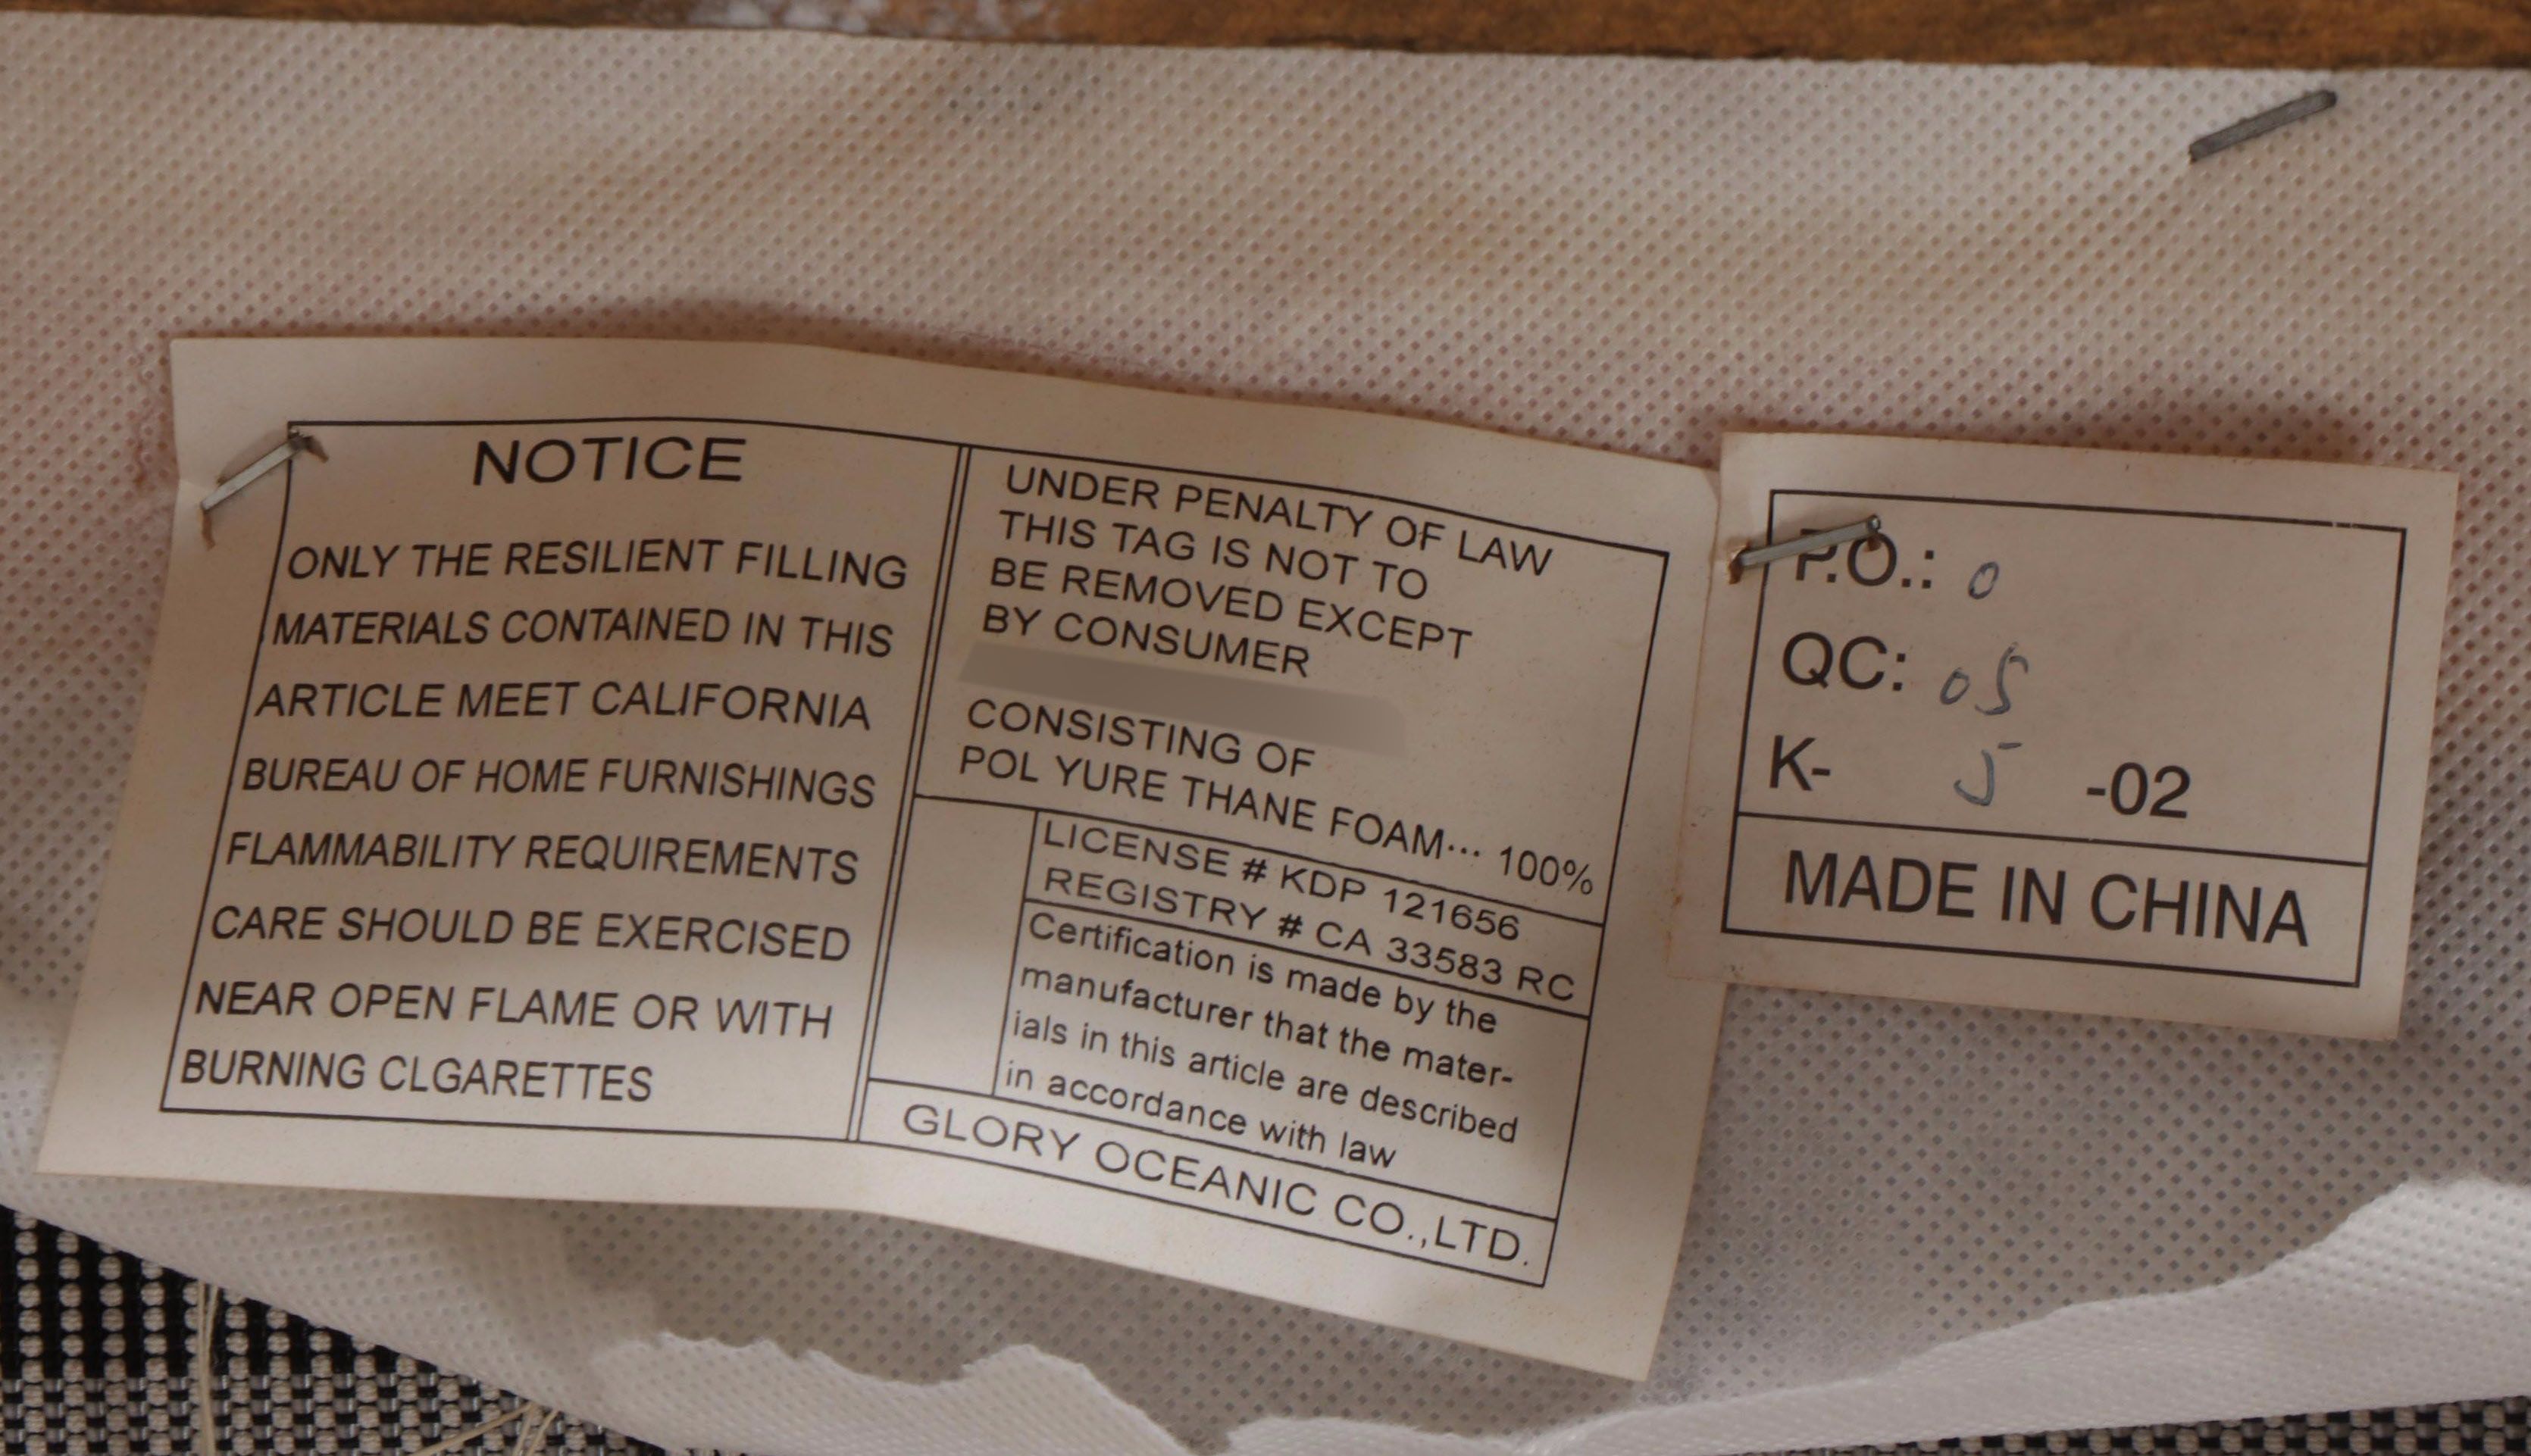 NOTICE
ONLY THE RESILIENT FILLING
MATERIALS CONTAINED IN THIS
ARTICLE MEET CALIFORNIA
BUREAU OF HOME FURNISHINGS
FLAMMABILITY REQUIREMENTS
CARE SHOULD BE EXERCISED
NEAR OPEN FLAME OR WITH
BURNING CLGARETTES
UNDER PENALTY OF LAW
THIS TAG IS NOT TO
BE REMOVED EXCEPT
BY CONSUMER
CONSISTING OF
POL YURE THANE FOAM... 100%
LICENSE # KDP 121656
REGISTRY # CA 33583 RC
Certification is made by the
manufacturer that the mater-
ials in this article are described
in accordance with law
GLORY OCEANIC CO.,LTD.
P.O.: 0
QC: 05
K- 5 -02
MADE IN CHINA